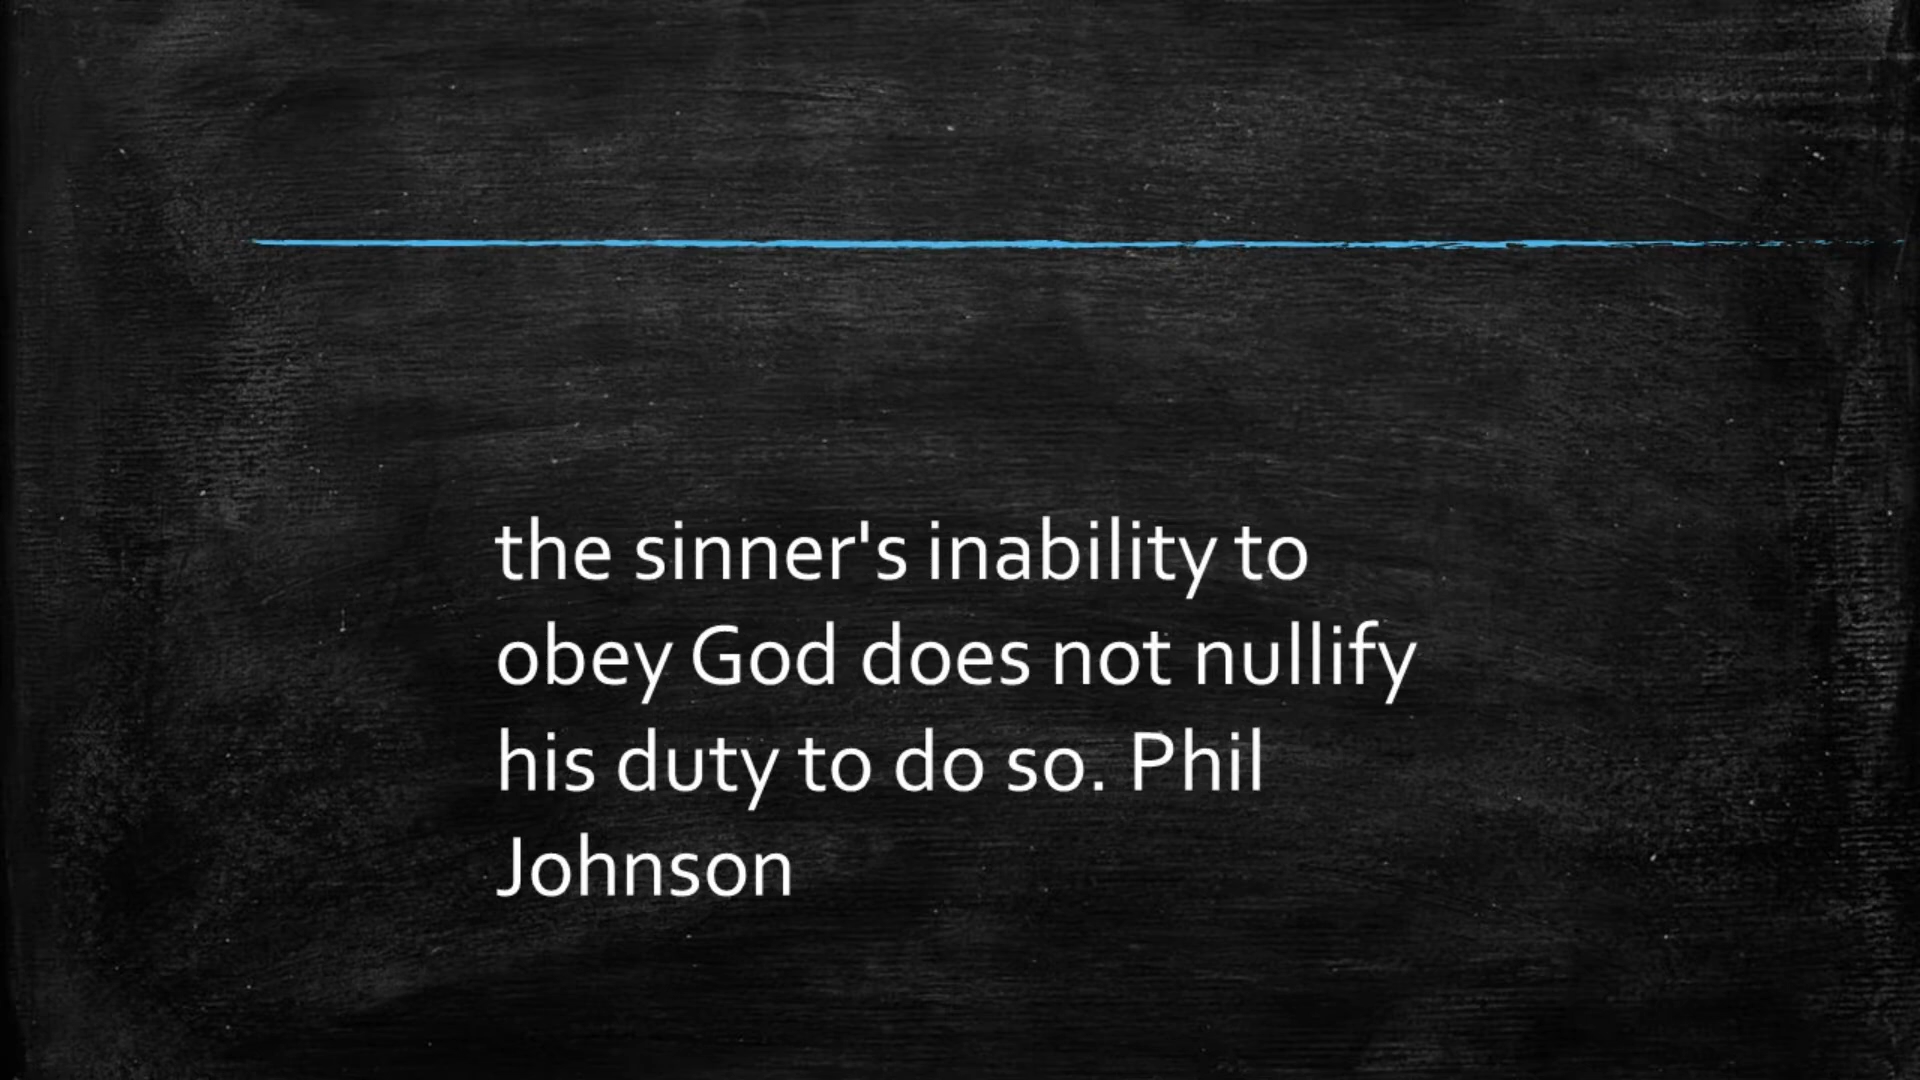 the sinner's inability to
obey God does not nullify
his duty to do so. Phil
Johnson